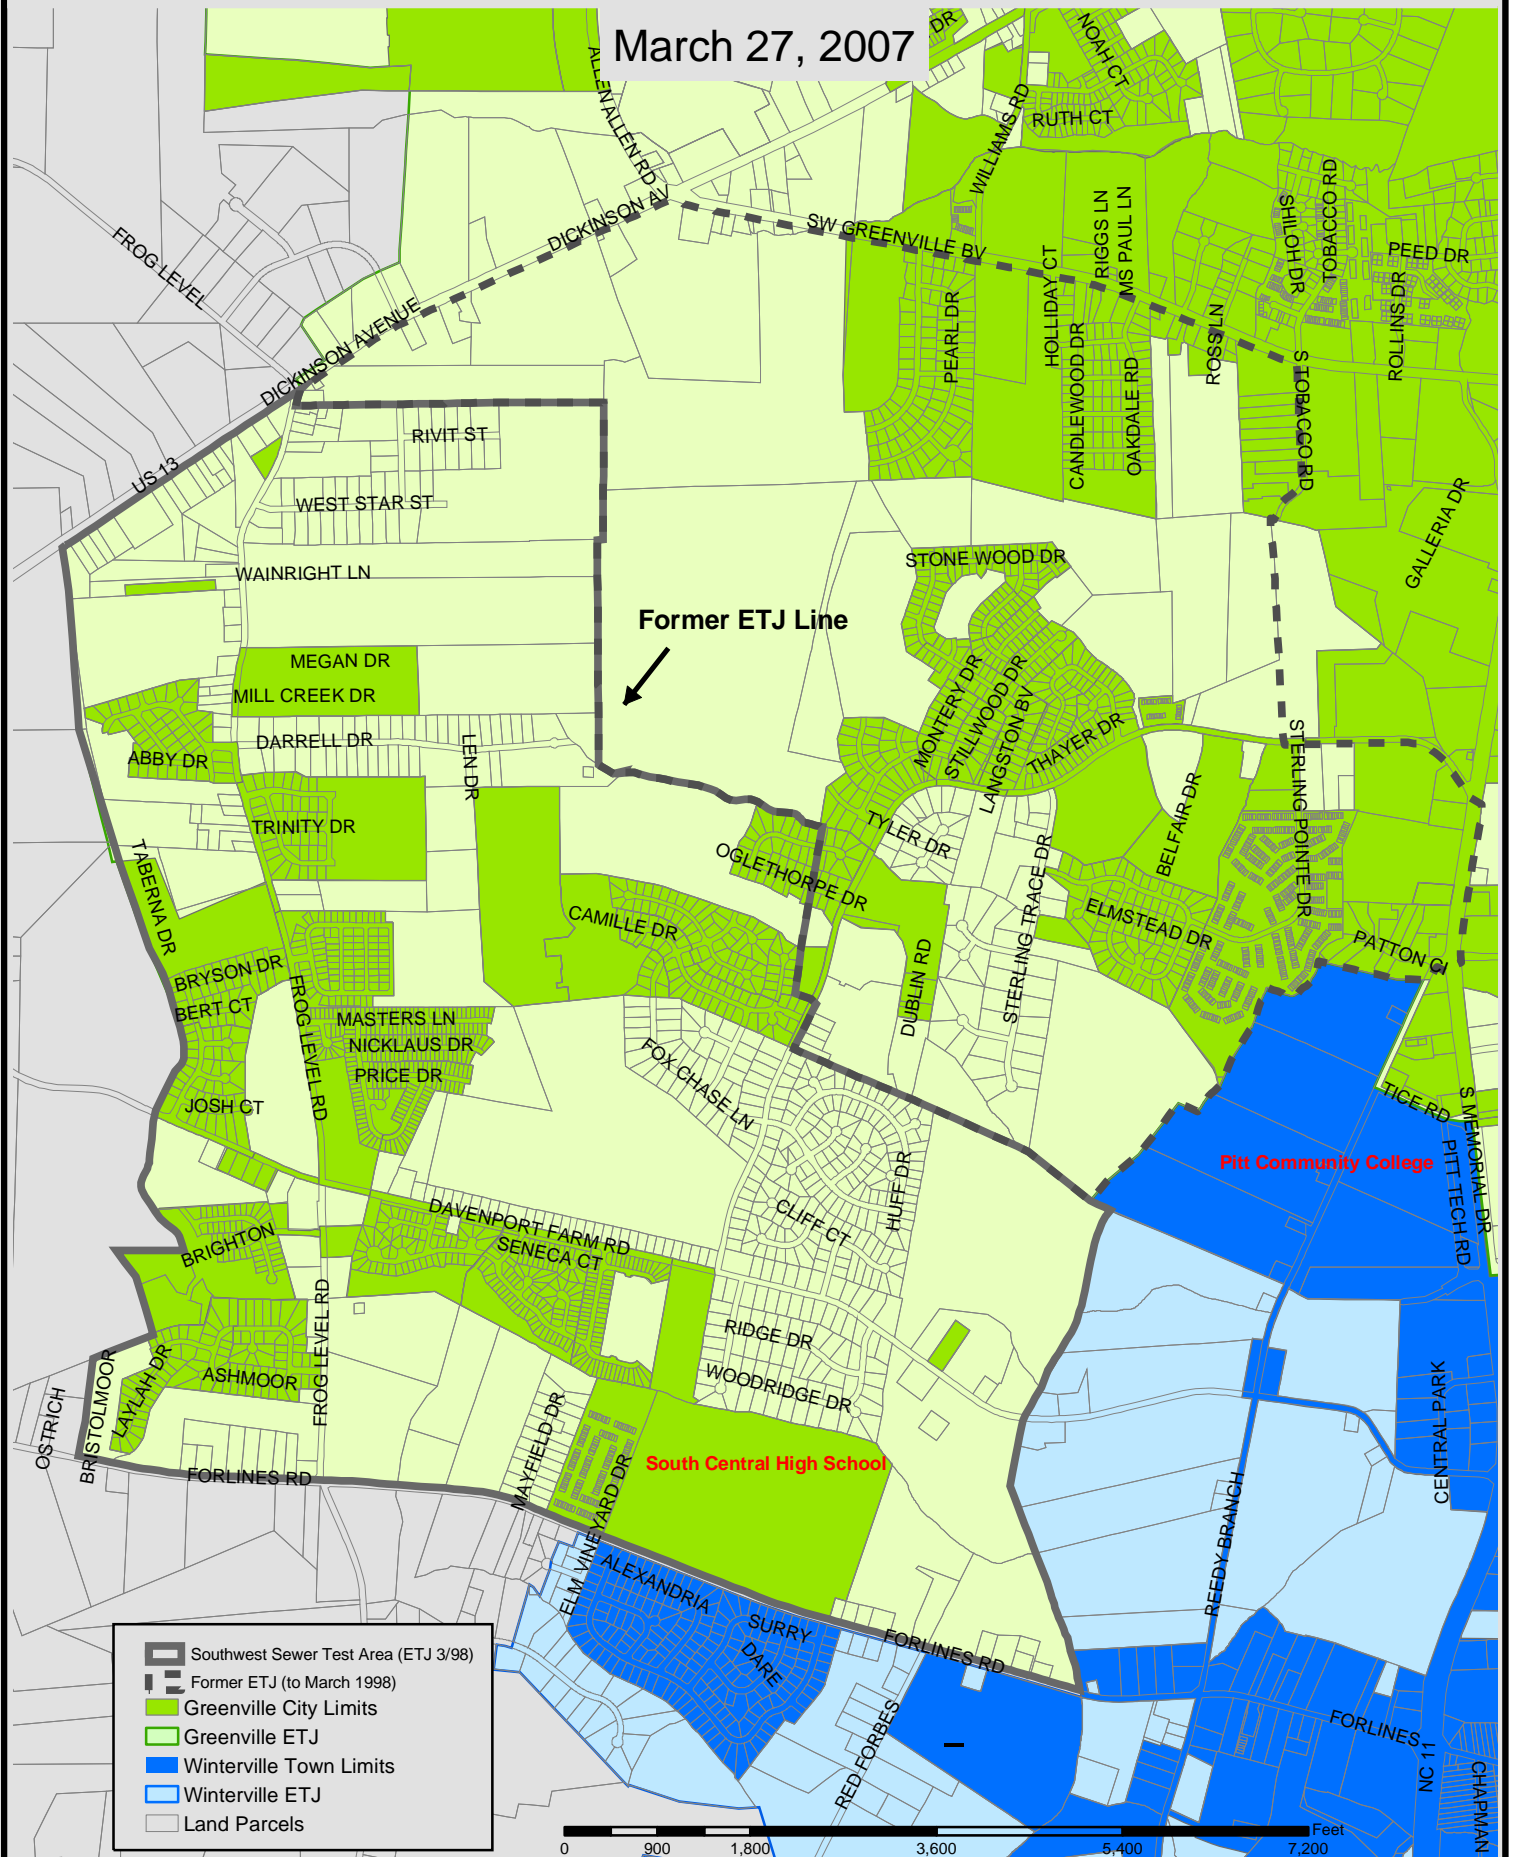 March 27, 2007
DR
NOAH CT
ALLEN
ALLEN RD
WILLIAMS RD
RUTH CT
FROG LEVEL
DICKINSON AV
SW GREENVILLE BV
RIGGS LN
MS PAUL LN
SHILOH DR
TOBACCO RD
PEED DR
ROLLINS DR
HOLLIDAY CT
PEARL DR
CANDLEWOOD DR
OAKDALE RD
ROSS LN
S TOBACCO RD
DICKINSON AVENUE
US 13
RIVIT ST
WEST STAR ST
GALLERIA DR
WAINRIGHT LN
STONE WOOD DR
Former ETJ Line
MEGAN DR
MILL CREEK DR
MONTERY DR
STILLWOOD DR
LANGSTON BV
THAYER DR
DARRELL DR
LEN DR
ABBY DR
STERLING POINTE DR
BELFAIR DR
TRINITY DR
TYLER DR
OGLETHORPE DR
TABERNA DR
STERLING TRACE DR
ELMSTEAD DR
CAMILLE DR
PATTON CI
DUBLIN RD
BRYSON DR
BERT CT
FROG LEVEL RD
MASTERS LN
NICKLAUS DR
PRICE DR
FOX CHASE LN
JOSH CT
TICE RD
S MEMORIAL DR
PITT TECH RD
Pitt Community College
HUFF DR
CLIFF CT
DAVENPORT FARM RD
SENECA CT
BRIGHTON
FROG LEVEL RD
RIDGE DR
WOODRIDGE DR
ASHMOOR
LAYLAH DR
BRISTOLMOOR
OSTRICH
CENTRAL PARK
MAYFIELD DR
South Central High School
FORLINES RD
ELM VINEYARD DR
REEDY BRANCH
ALEXANDRIA
SURRY
DARE
FORLINES RD
RED FORBES
FORLINES
NC 11
CHAPMAN
Southwest Sewer Test Area (ETJ 3/98)
Former ETJ (to March 1998)
Greenville City Limits
Greenville ETJ
Winterville Town Limits
Winterville ETJ
Land Parcels
Feet
0 900 1,800 3,600 5,400 7,200